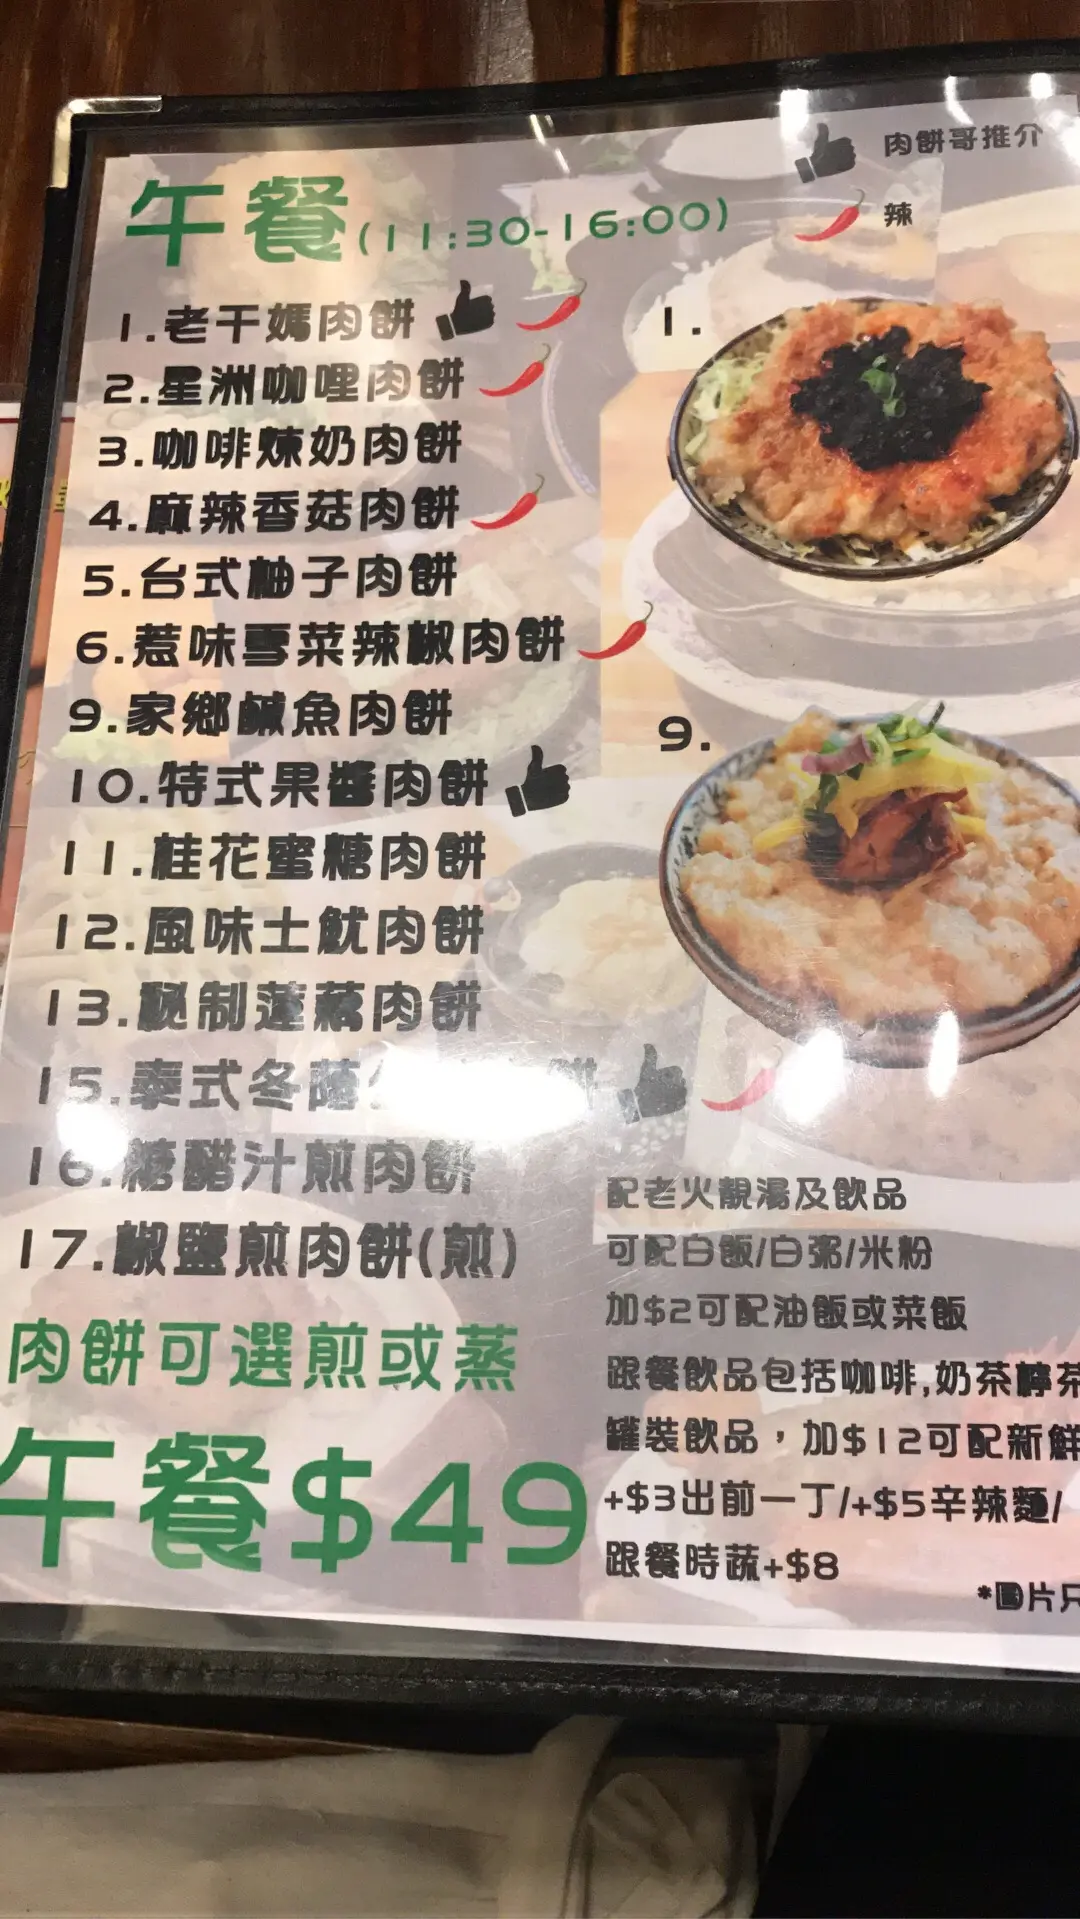 肉餅哥推介
辣
午餐(11:30-16:00)
1.老干媽肉餅
2.星洲咖喱肉餅
3.咖啡煉奶肉餅
4.麻辣香菇肉餅
5.台式柚子肉餅
6.惹味雪菜辣椒肉餅
9.家鄉鹹魚肉餅
10.特式果醬肉餅
11.桂花蜜糖肉餅
12.風味土魷肉餅
13.秘制蓮藕肉餅
15.泰式冬蔭 餅
16.糖醋汁煎肉餅
17.椒鹽煎肉餅(煎)
肉餅可選煎或蒸
午餐$49
1.
9.
配老火靚湯及飲品
可配白飯/白粥/米粉
加$2可配油飯或菜飯
跟餐飲品包括咖啡,奶茶檸茶
罐裝飲品，加$12可配新鮮
+$3出前一丁/+$5辛辣麵/
跟餐時蔬+$8
*圖片只